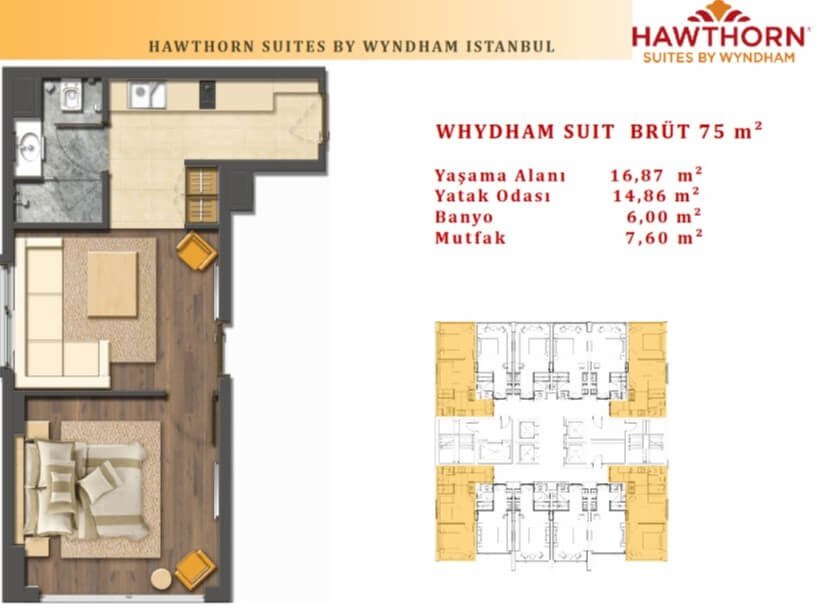 HAWTHORN SUITES BY WYNDHAM ISTANBUL
HAWTHORN®
SUITES BY WYNDHAM
WHYDHAM SUIT BRÜT 75 m²
Yaşama Alanı 16,87 m²
Yatak Odası 14,86 m²
Banyo 6,00 m²
Mutfak 7,60 m²